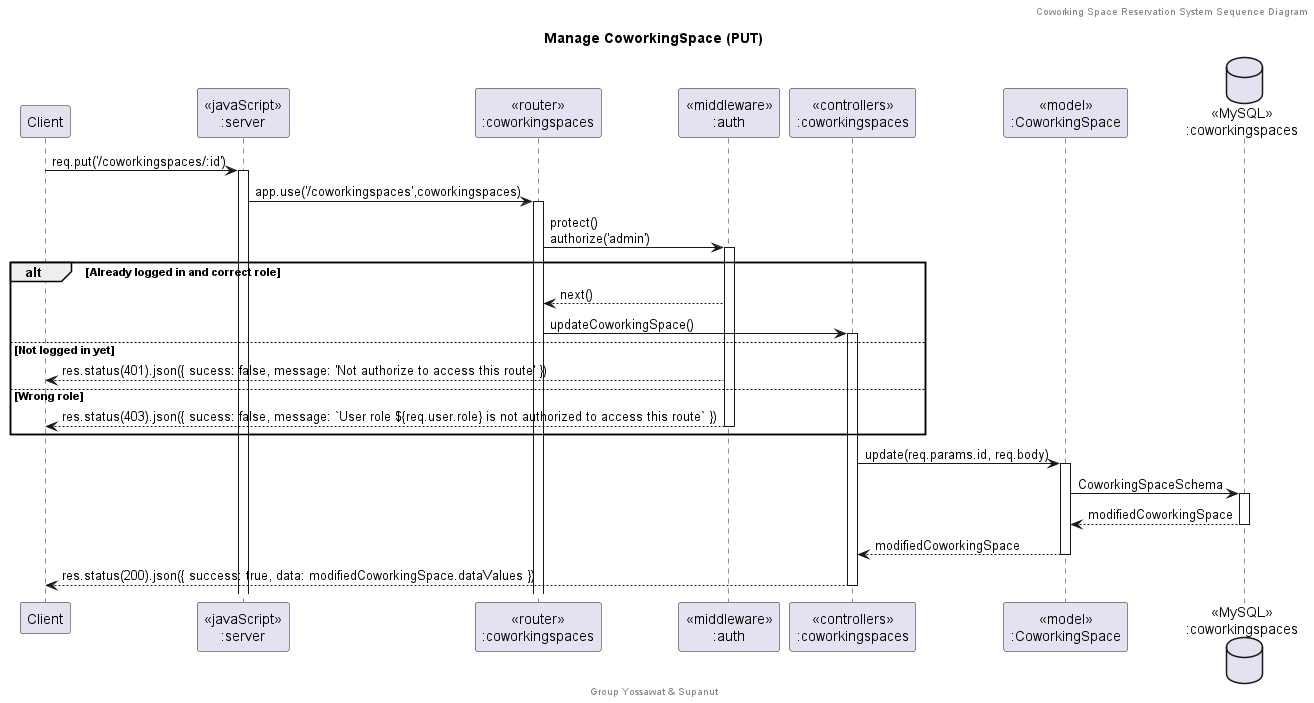 Coworking Space Reservation System Sequence Diagram
Manage CoworkingSpace (PUT)
Client
«javaScript»
:server
«router»
:coworkingspaces
«middleware»
:auth
«controllers»
:coworkingspaces
«model»
:CoworkingSpace
«MySQL»
:coworkingspaces
req.put('/coworkingspaces/:id')
app.use('/coworkingspaces',coworkingspaces)
protect()
authorize('admin')
alt
[Already logged in and correct role]
next()
updateCoworkingSpace()
[Not logged in yet]
res.status(401).json({ sucess: false, message: 'Not authorize to access this route' })
[Wrong role]
res.status(403).json({ sucess: false, message: `User role ${req.user.role} is not authorized to access this route` })
update(req.params.id, req.body)
CoworkingSpaceSchema
modifiedCoworkingSpace
modifiedCoworkingSpace
res.status(200).json({ success: true, data: modifiedCoworkingSpace.dataValues })
Client
«javaScript»
:server
«router»
:coworkingspaces
«middleware»
:auth
«controllers»
:coworkingspaces
«model»
:CoworkingSpace
«MySQL»
:coworkingspaces
Group Yossawat & Supanut